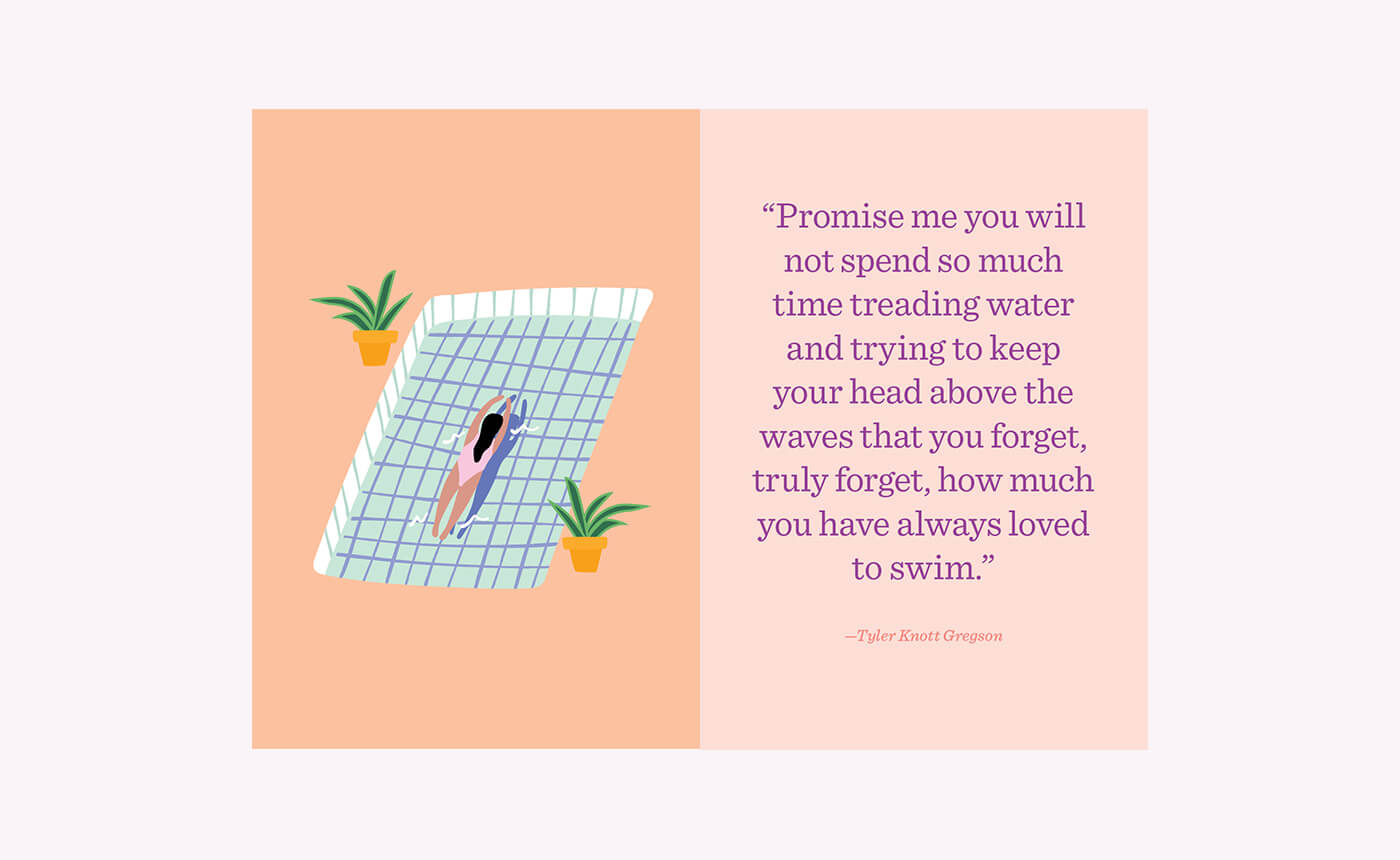 “Promise me you will
not spend so much
time treading water
and trying to keep
your head above the
waves that you forget,
truly forget, how much
you have always loved
to swim.”
—Tyler Knott Gregson